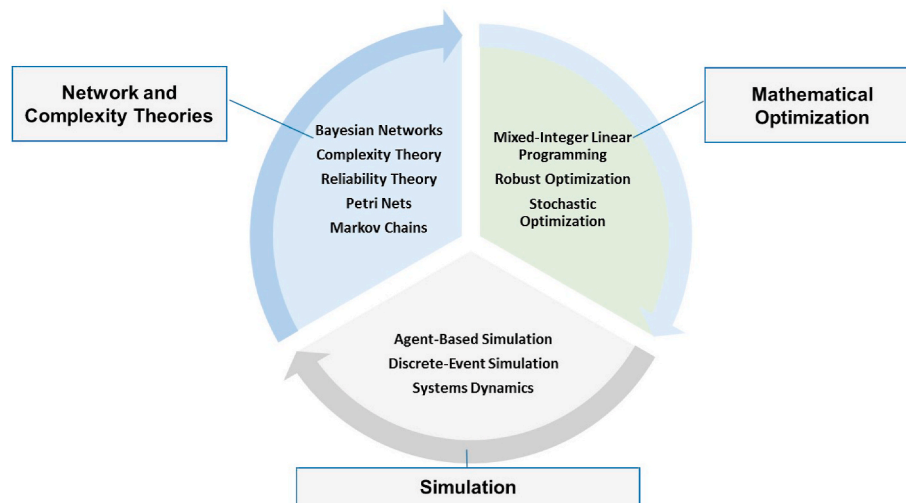 Network and
Complexity Theories
Bayesian Networks
Complexity Theory
Reliability Theory
Petri Nets
Markov Chains
Mathematical
Optimization
Mixed-Integer Linear
Programming
Robust Optimization
Stochastic
Optimization
Agent-Based Simulation
Discrete-Event Simulation
Systems Dynamics
Simulation